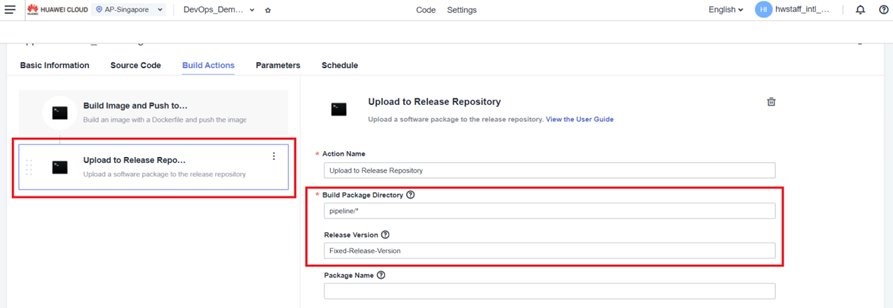 HUAWEI CLOUD AP-Singapore DevOps_Dem... Code Settings English HI hwstaff_intl_...
Basic Information Source Code Build Actions Parameters Schedule
Build Image and Push to...
Build an image with a Dockerfile and push the image
Upload to Release Repo...
Upload a software package to the release repository
Upload to Release Repository
Upload a software package to the release repository. View the User Guide
* Action Name
Upload to Release Repository
* Build Package Directory
pipeline/*
Release Version
Fixed-Release-Version
Package Name